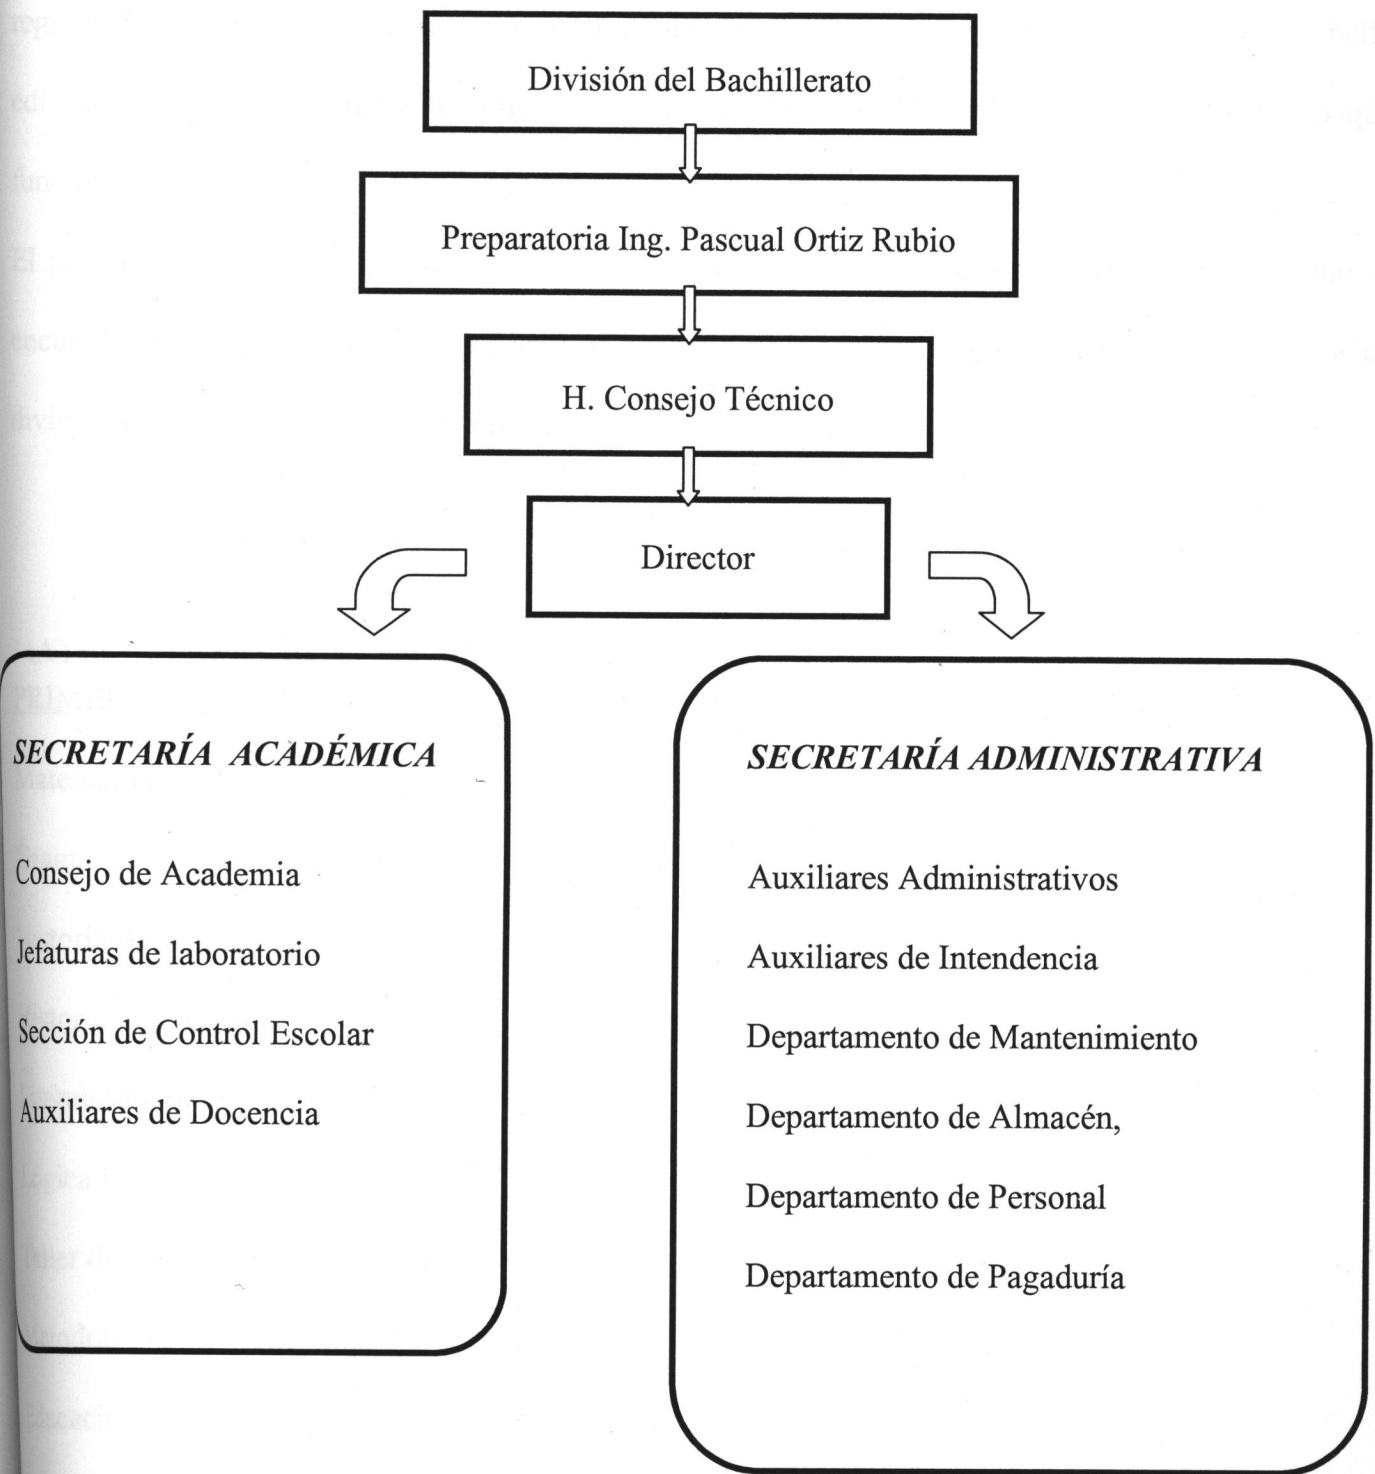 División del Bachillerato
Preparatoria Ing. Pascual Ortiz Rubio
H. Consejo Técnico
Director
SECRETARÍA ACADÉMICA
Consejo de Academia
Jefaturas de laboratorio
Sección de Control Escolar
Auxiliares de Docencia
SECRETARÍA ADMINISTRATIVA
Auxiliares Administrativos
Auxiliares de Intendencia
Departamento de Mantenimiento
Departamento de Almacén,
Departamento de Personal
Departamento de Pagaduría